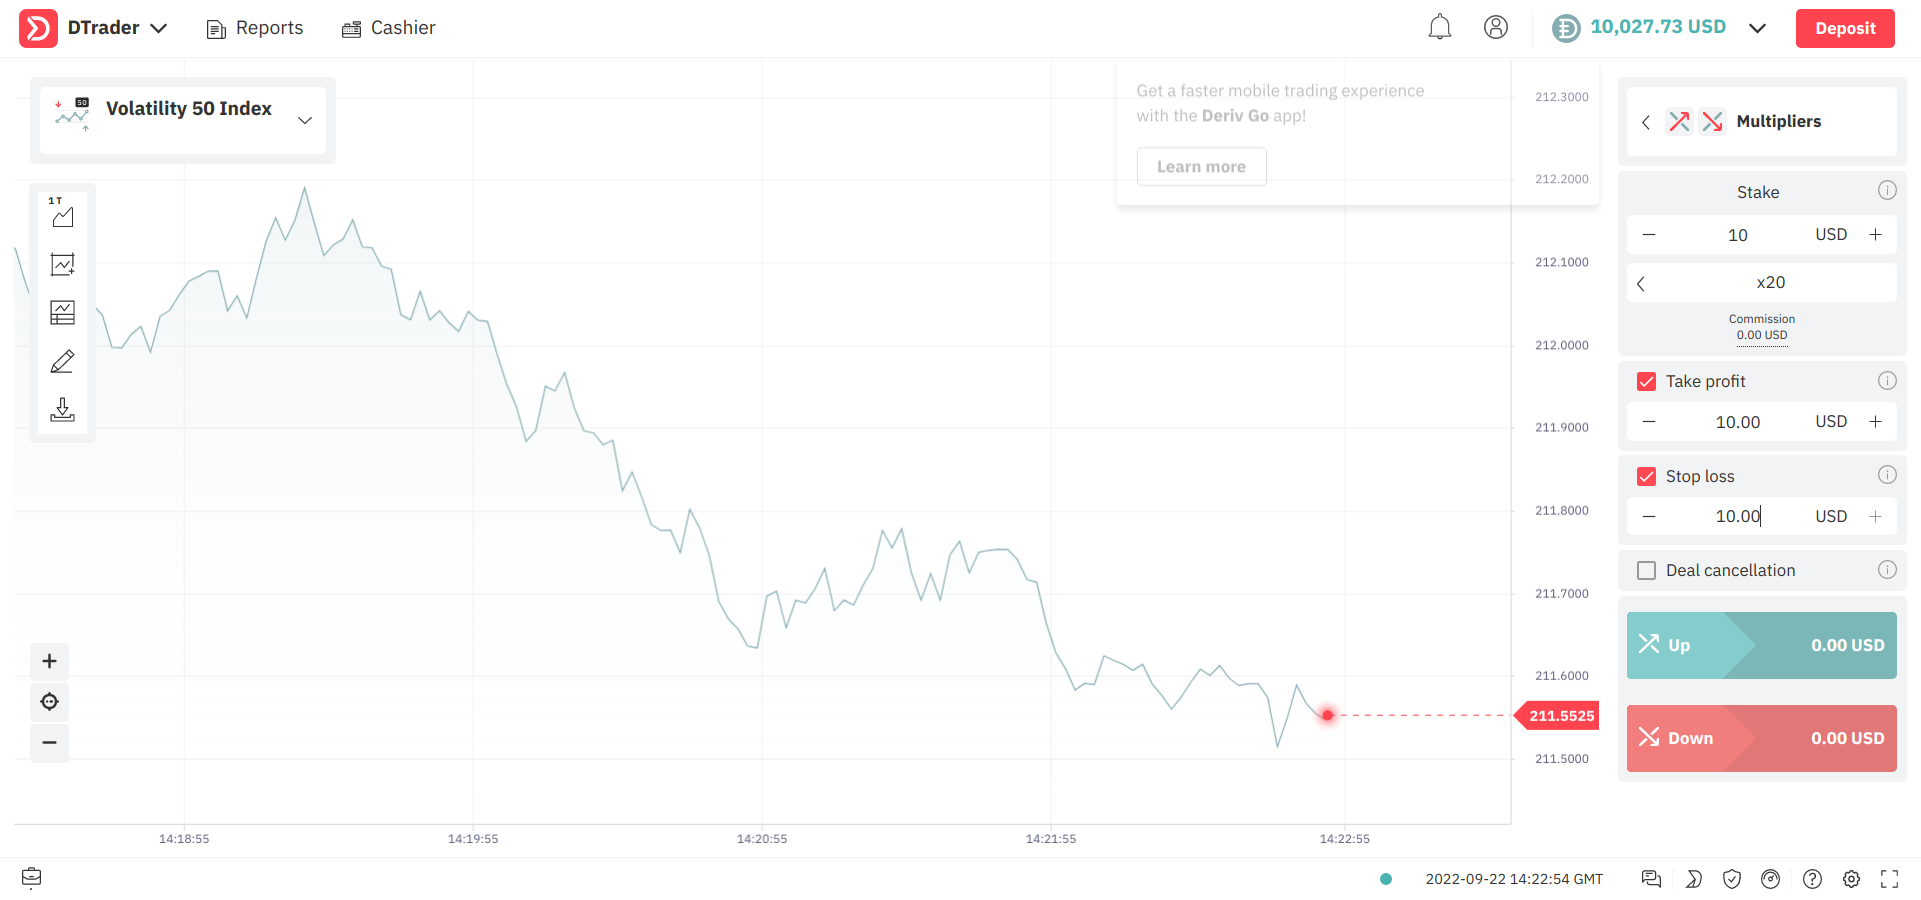 DTrader
Reports
Cashier
10,027.73 USD
Deposit
50
Volatility 50 Index
1 T
Get a faster mobile trading experience
with the Deriv Go app!
Learn more
212.3000
212.2000
212.1000
212.0000
211.9000
211.8000
211.7000
211.6000
211.5525
211.5000
14:18:55
14:19:55
14:20:55
14:21:55
14:22:55
Multipliers
Stake
10 USD
x20
Commission
0.00 USD
Take profit
10.00 USD
Stop loss
10.00 USD
Deal cancellation
Up 0.00 USD
Down 0.00 USD
2022-09-22 14:22:54 GMT